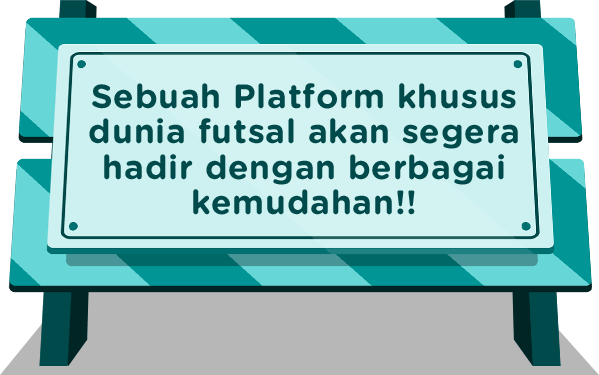 Sebuah Platform khusus
dunia futsal akan segera
hadir dengan berbagai
kemudahan!!